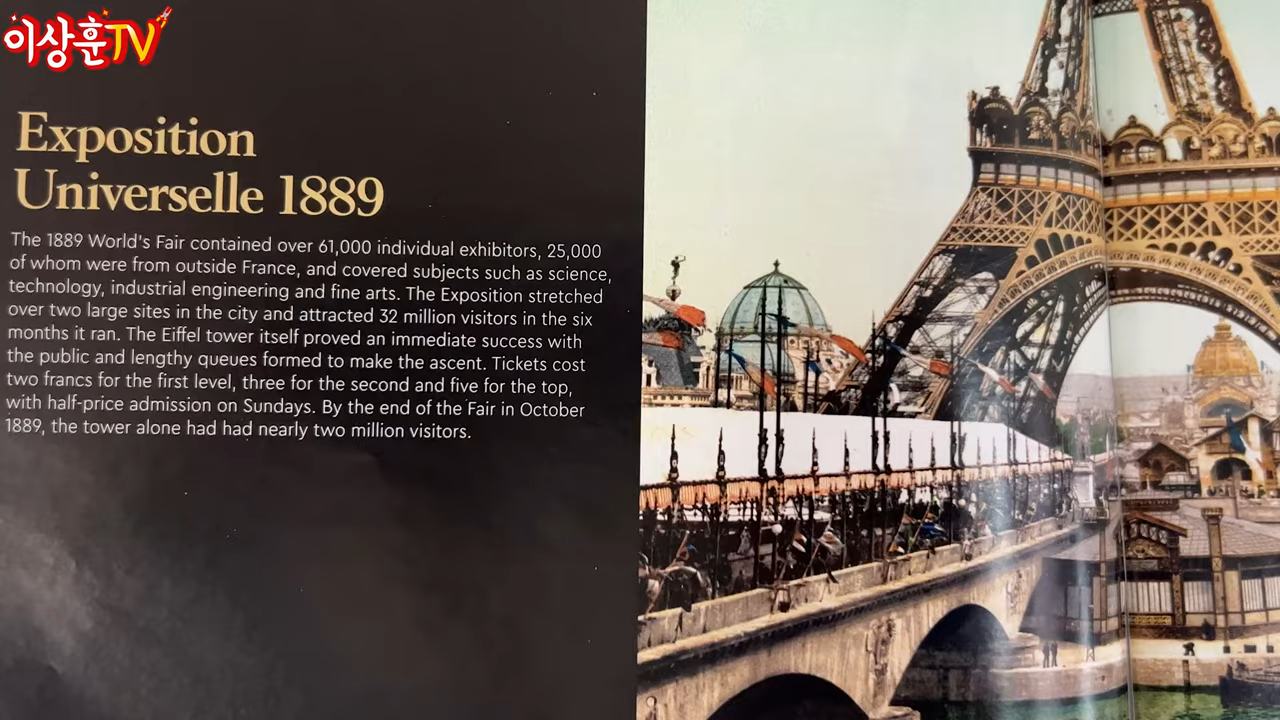 이상훈TV
Exposition
Universelle 1889
The 1889 World's Fair contained over 61,000 individual exhibitors, 25,000
of whom were from outside France, and covered subjects such as science,
technology, industrial engineering and fine arts. The Exposition stretched
over two large sites in the city and attracted 32 million visitors in the six
months it ran. The Eiffel tower itself proved an immediate success with
the public and lengthy queues formed to make the ascent. Tickets cost
two francs for the first level, three for the second and five for the top,
with half-price admission on Sundays. By the end of the Fair in October
1889, the tower alone had had nearly two million visitors.